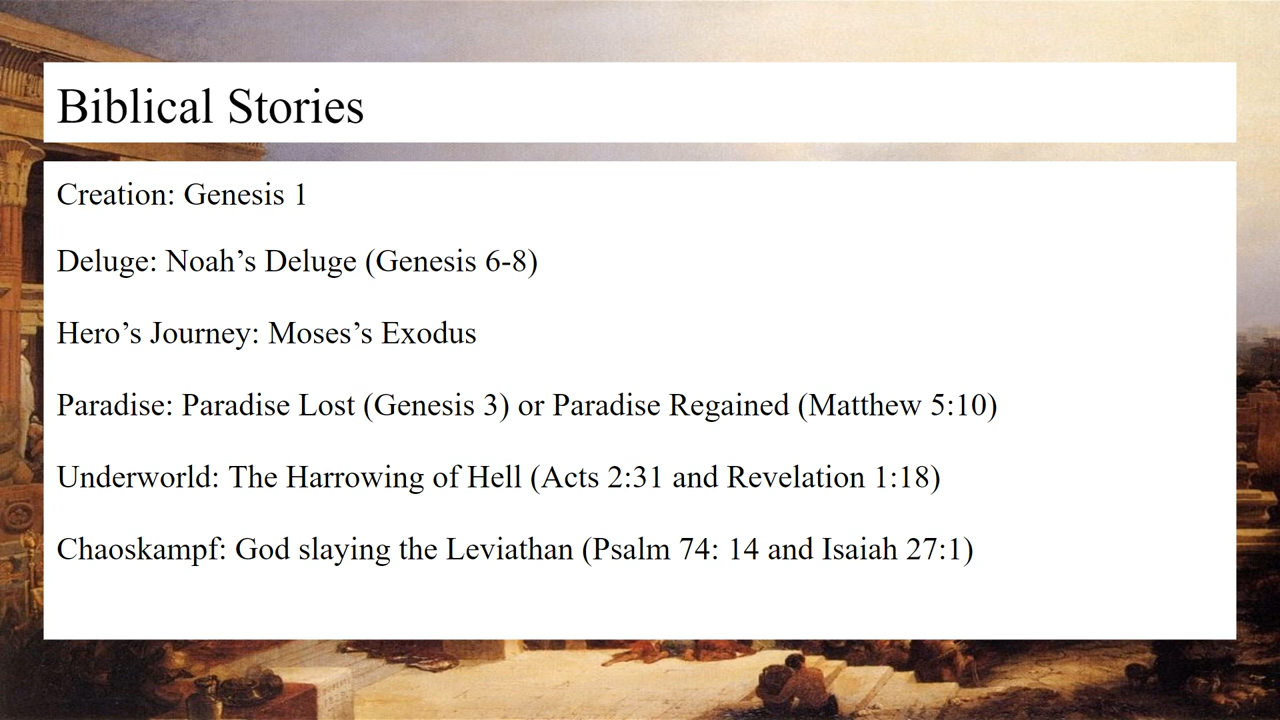 Biblical Stories
Creation: Genesis 1
Deluge: Noah’s Deluge (Genesis 6-8)
Hero’s Journey: Moses’s Exodus
Paradise: Paradise Lost (Genesis 3) or Paradise Regained (Matthew 5:10)
Underworld: The Harrowing of Hell (Acts 2:31 and Revelation 1:18)
Chaoskampf: God slaying the Leviathan (Psalm 74: 14 and Isaiah 27:1)